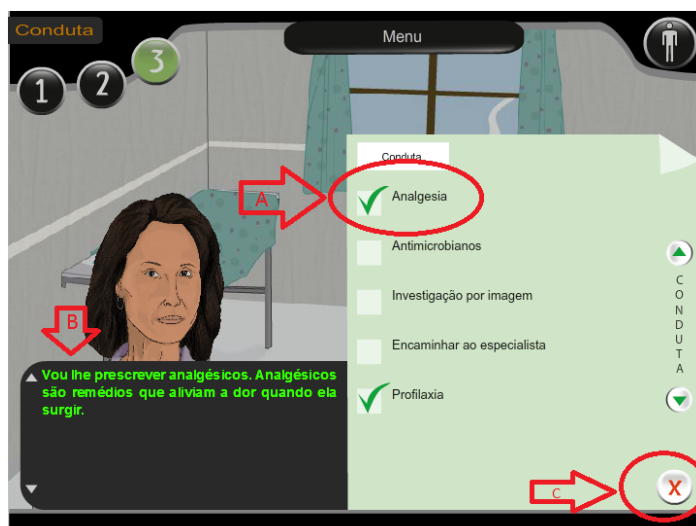 Conduta
Menu
1
2
3
Conduta
A
Analgesia
Antimicrobianos
Investigação por imagem
Encaminhar ao especialista
Profilaxia
CONDUTA
B
Vou lhe prescrever analgésicos. Analgésicos
são remédios que aliviam a dor quando ela
surgir.
C
X